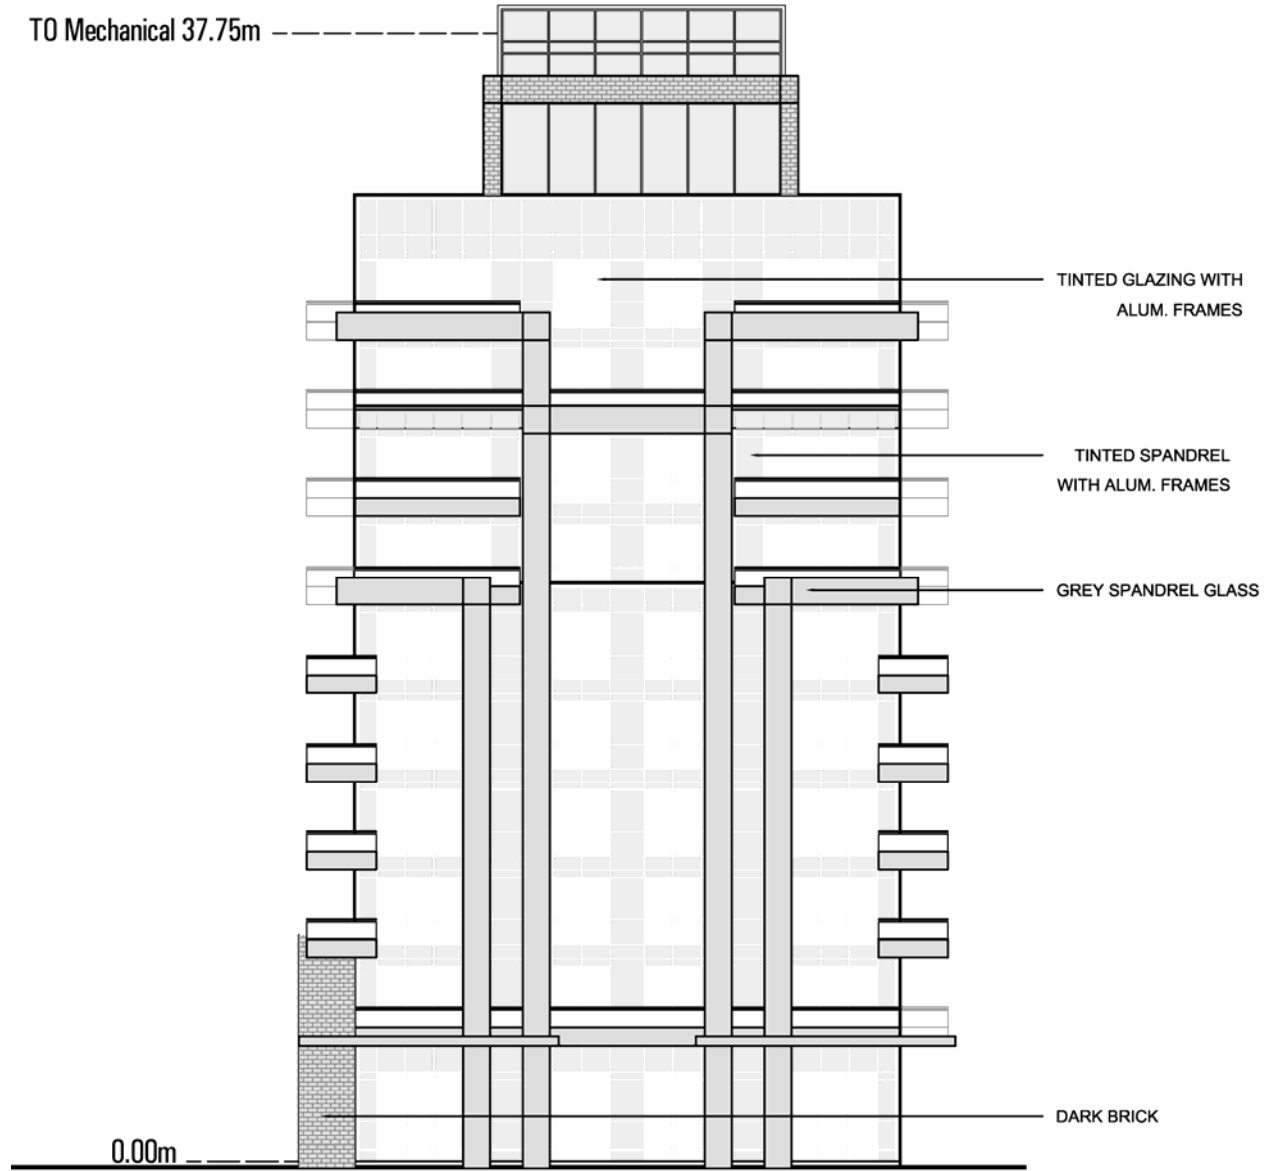 TO Mechanical 37.75m
TINTED GLAZING WITH
ALUM. FRAMES
TINTED SPANDREL
WITH ALUM. FRAMES
GREY SPANDREL GLASS
DARK BRICK
0.00m